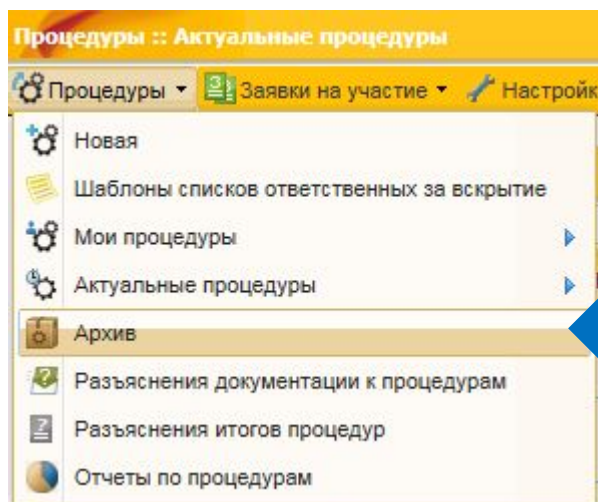 Процедуры :: Актуальные процедуры
Процедуры Заявки на участие Настройк
Новая
Шаблоны списков ответственных за вскрытие
Мои процедуры
Актуальные процедуры
Архив
Разъяснения документации к процедурам
Разъяснения итогов процедур
Отчеты по процедурам